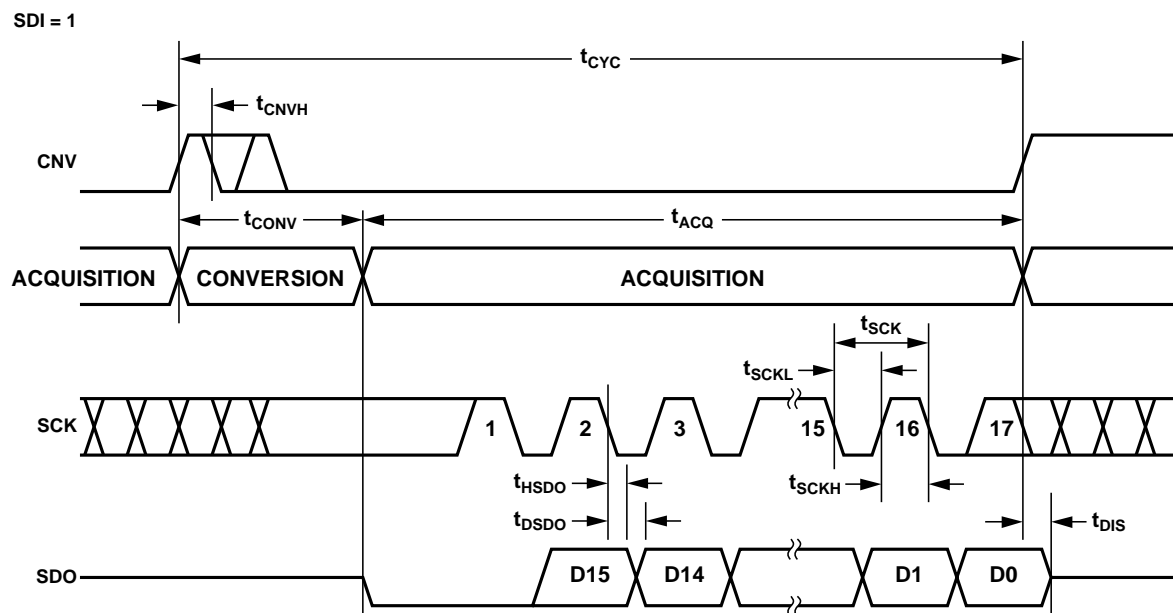 SDI = 1
tCYC
tCNVH
CNV
tCONV
tACQ
ACQUISITION
CONVERSION
ACQUISITION
tSCK
tSCKL
SCK
1
2
3
15
16
17
tHSDO
tSCKH
tDSDO
tDIS
SDO
D15
D14
D1
D0